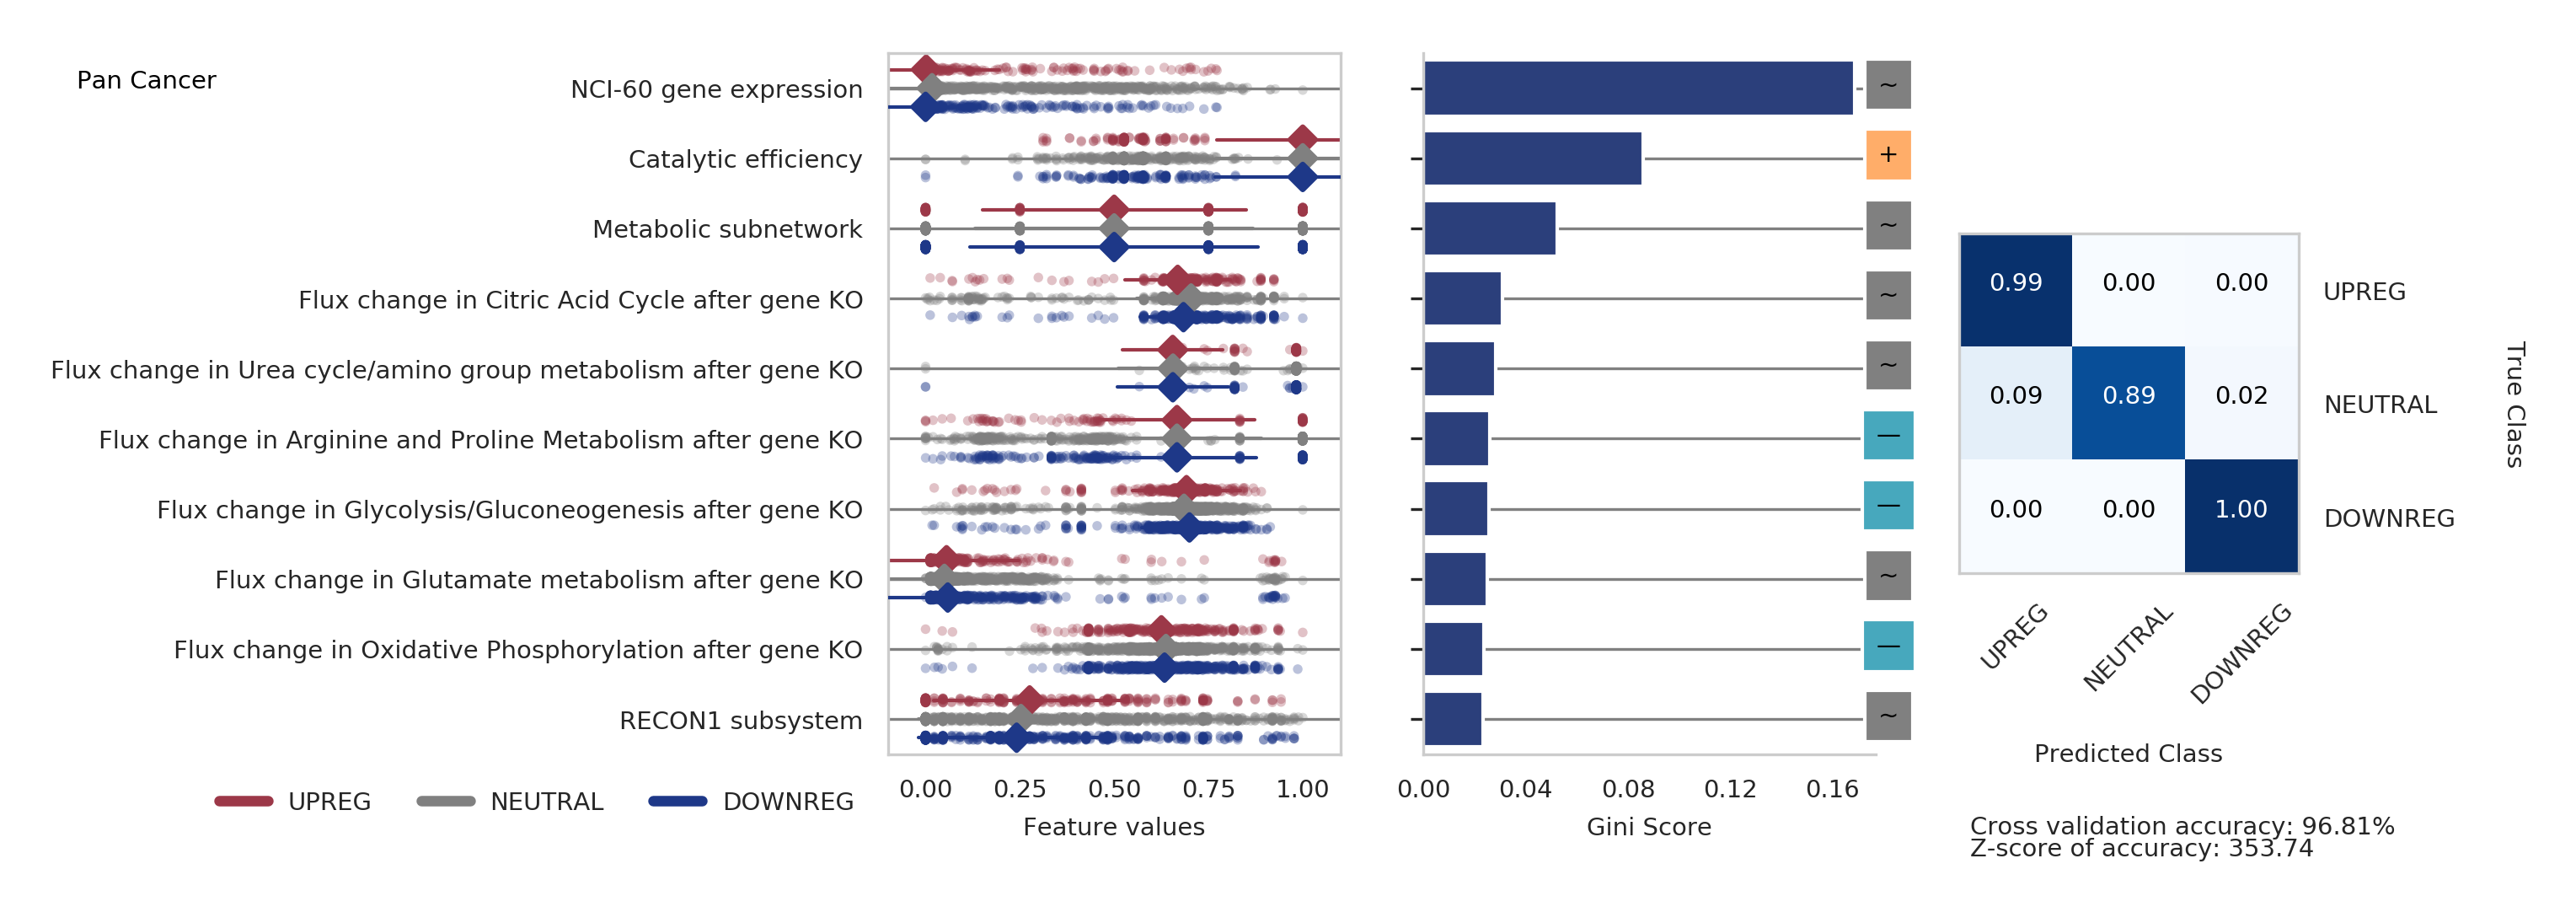 Pan Cancer
NCI-60 gene expression
Catalytic efficiency
Metabolic subnetwork
Flux change in Citric Acid Cycle after gene KO
Flux change in Urea cycle/amino group metabolism after gene KO
Flux change in Arginine and Proline Metabolism after gene KO
Flux change in Glycolysis/Gluconeogenesis after gene KO
Flux change in Glutamate metabolism after gene KO
Flux change in Oxidative Phosphorylation after gene KO
RECON1 subsystem
UPREG NEUTRAL DOWNREG
0.00 0.25 0.50 0.75 1.00
Feature values
~
+
~
~
~
—
—
~
—
~
0.00 0.04 0.08 0.12 0.16
Gini Score
0.99 0.00 0.00
0.09 0.89 0.02
0.00 0.00 1.00
UPREG
NEUTRAL
DOWNREG
True Class
UPREG
NEUTRAL
DOWNREG
Predicted Class
Cross validation accuracy: 96.81%
Z-score of accuracy: 353.74